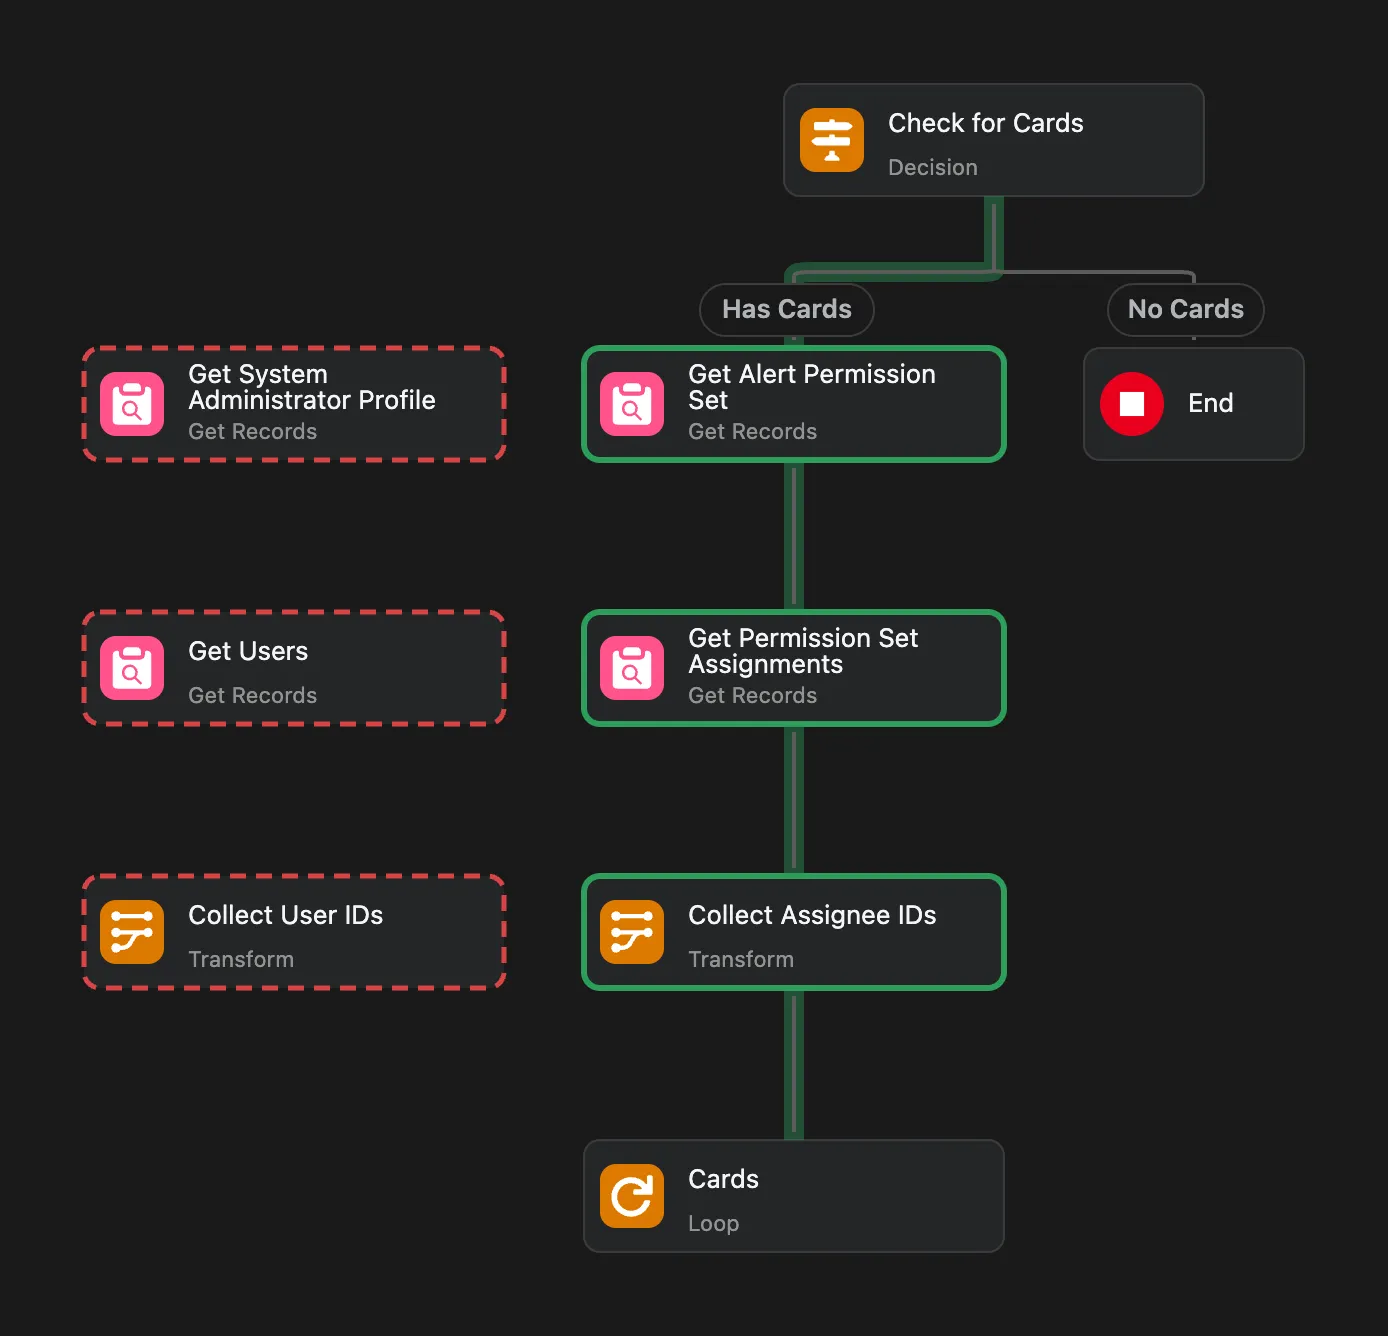 Check for Cards
Decision
Has Cards
No Cards
Get System
Administrator Profile
Get Records
Get Alert Permission
Set
Get Records
End
Get Users
Get Records
Get Permission Set
Assignments
Get Records
Collect User IDs
Transform
Collect Assignee IDs
Transform
Cards
Loop